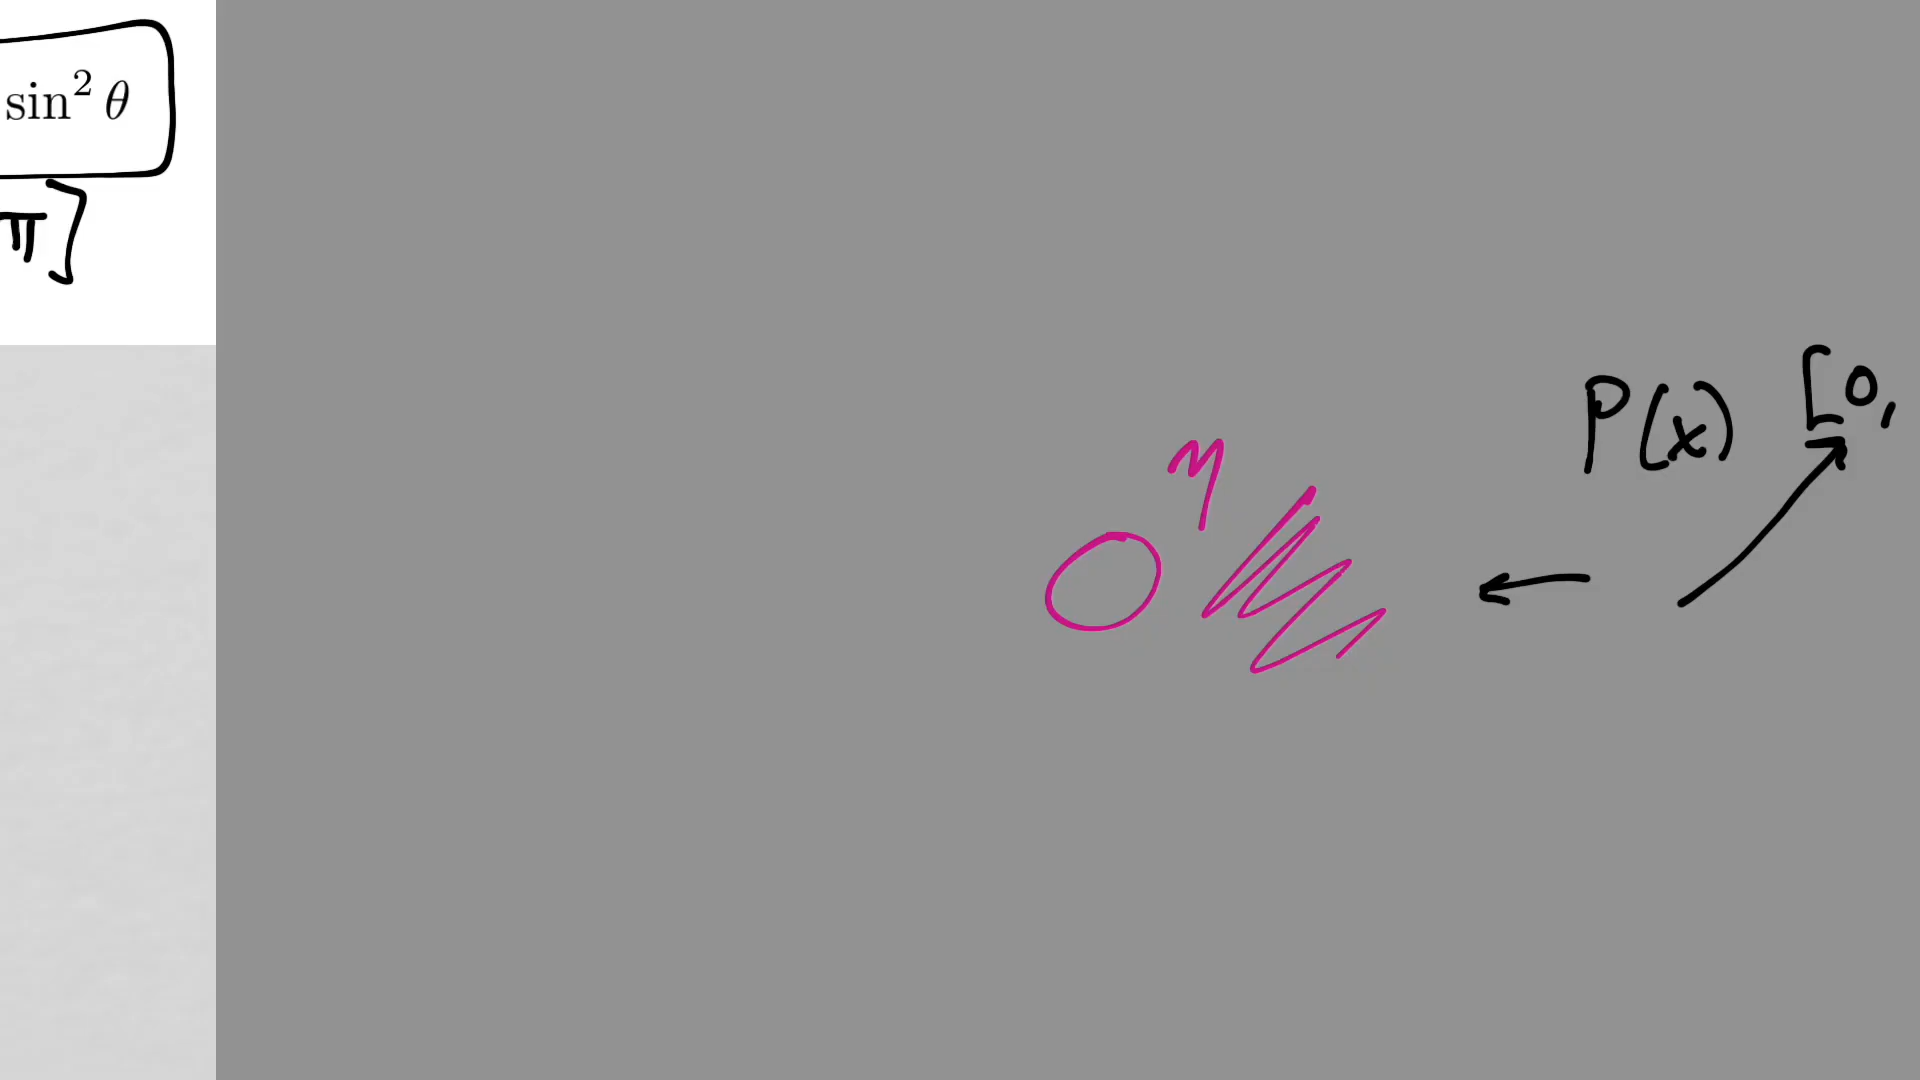 sin² θ
π]
P(x) [0,